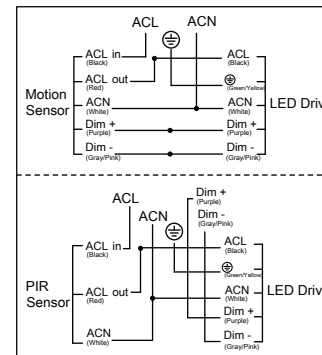 ACL ACN
ACL in
(Black)
ACL out
(Red)
ACN
(White)
Dim +
(Purple)
Dim -
(Gray/Pink)
Motion
Sensor
ACL
(Black)
(Green/Yellow
ACN
(White)
Dim +
(Purple)
Dim -
(Gray/Pink)
LED Driv
ACL
ACN
Dim +
(Purple)
Dim -
(Gray/Pink)
ACL in
(Black)
ACL out
(Red)
ACN
(White)
PIR
Sensor
ACL
(Black)
(Green/Yellow
ACN
(White)
Dim +
(Purple)
Dim -
(Gray/Pink)
LED Driv